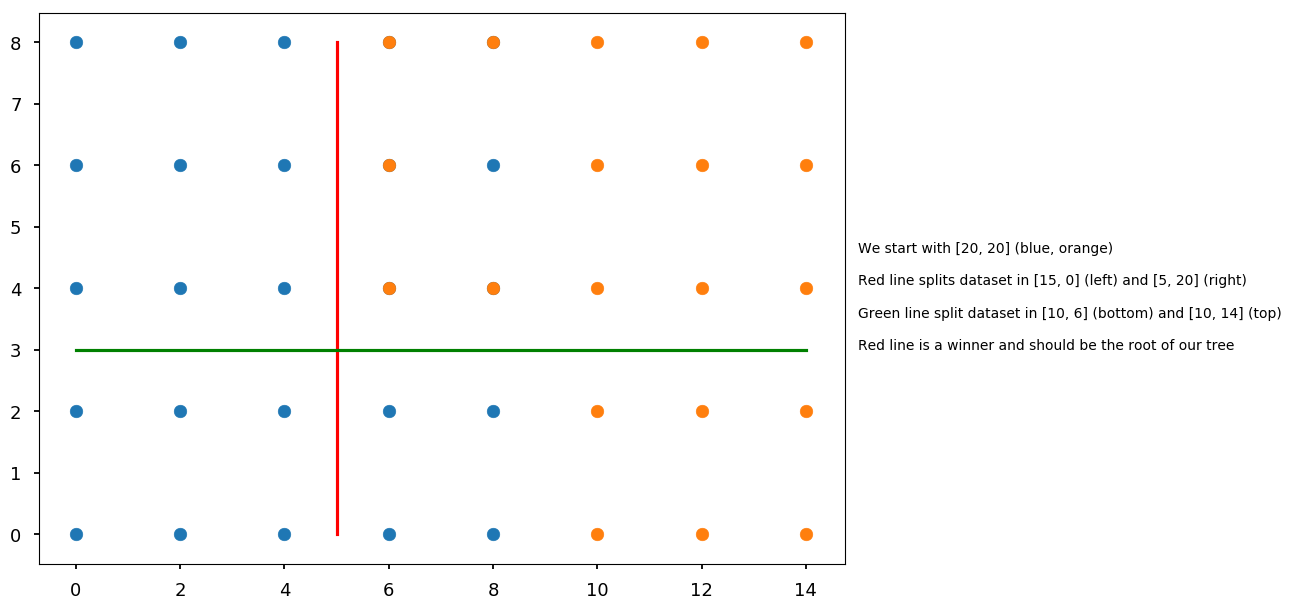 8
7
6
5
4
3
2
1
0
0 2 4 6 8 10 12 14
We start with [20, 20] (blue, orange)
Red line splits dataset in [15, 0] (left) and [5, 20] (right)
Green line split dataset in [10, 6] (bottom) and [10, 14] (top)
Red line is a winner and should be the root of our tree